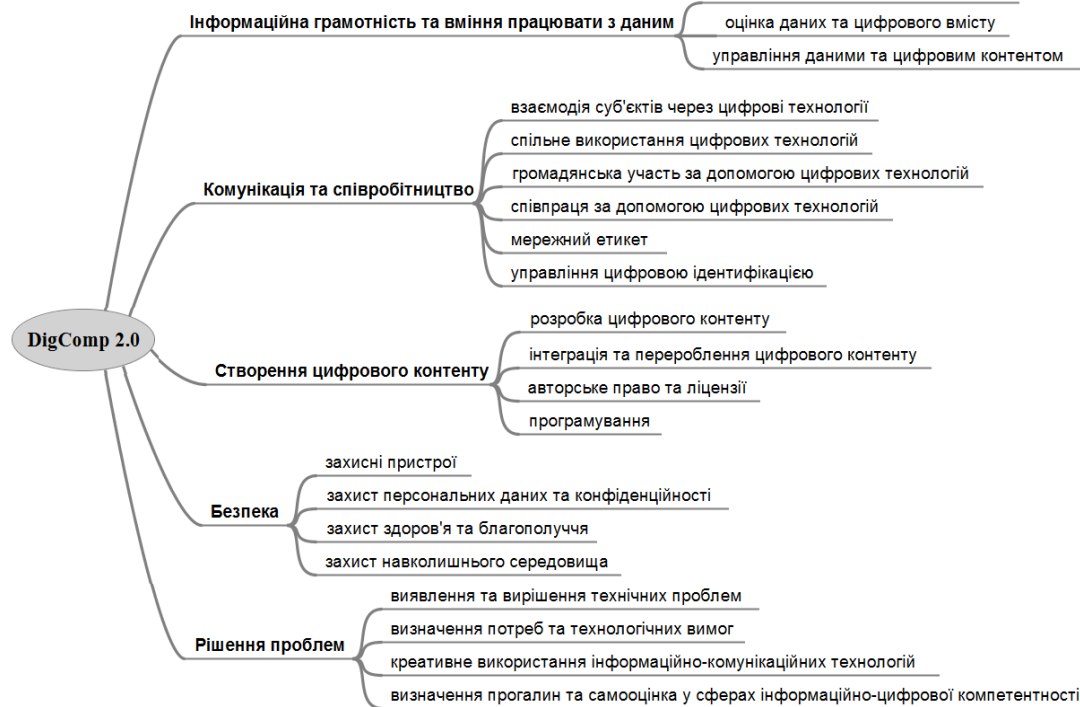 Інформаційна грамотність та вміння працювати з даним
оцінка даних та цифрового вмісту
управління даними та цифровим контентом
Комунікація та співробітництво
взаємодія суб'єктів через цифрові технології
спільне використання цифрових технологій
громадянська участь за допомогою цифрових технологій
співпраця за допомогою цифрових технологій
мережний етикет
управління цифровою ідентифікацією
DigComp 2.0
Створення цифрового контенту
розробка цифрового контенту
інтеграція та перероблення цифрового контенту
авторське право та ліцензії
програмування
Безпека
захисні пристрої
захист персональних даних та конфіденційності
захист здоров'я та благополуччя
захист навколишнього середовища
Рішення проблем
виявлення та вирішення технічних проблем
визначення потреб та технологічних вимог
креативне використання інформаційно-комунікаційних технологій
визначення прогалин та самооцінка у сферах інформаційно-цифрової компетентності